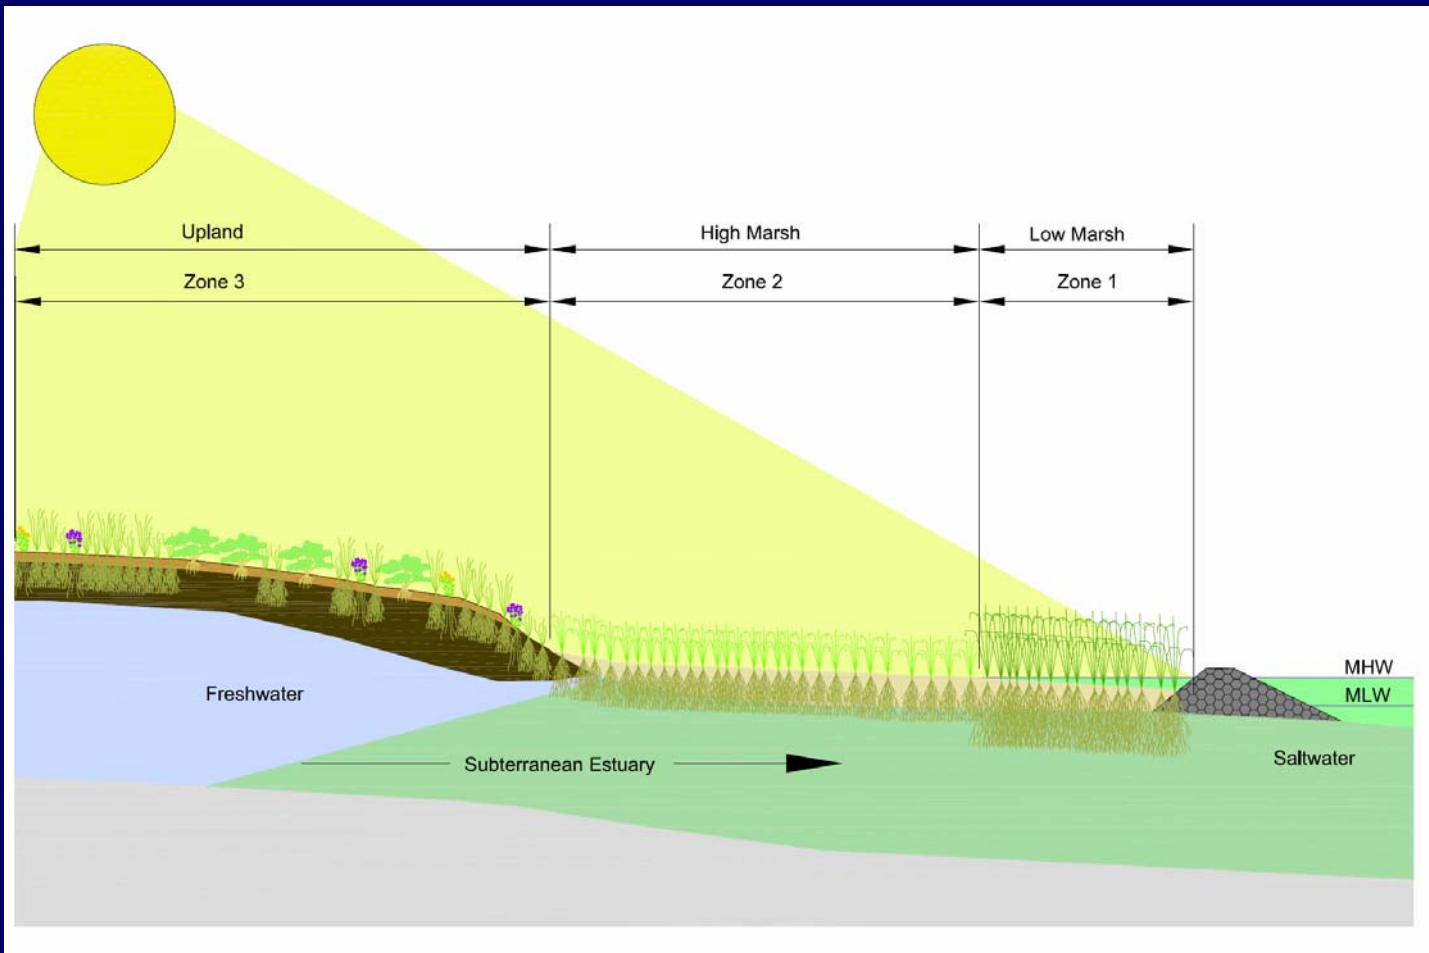 Upland
High Marsh
Low Marsh
Zone 3
Zone 2
Zone 1
MHW
Freshwater
MLW
Subterranean Estuary
Saltwater